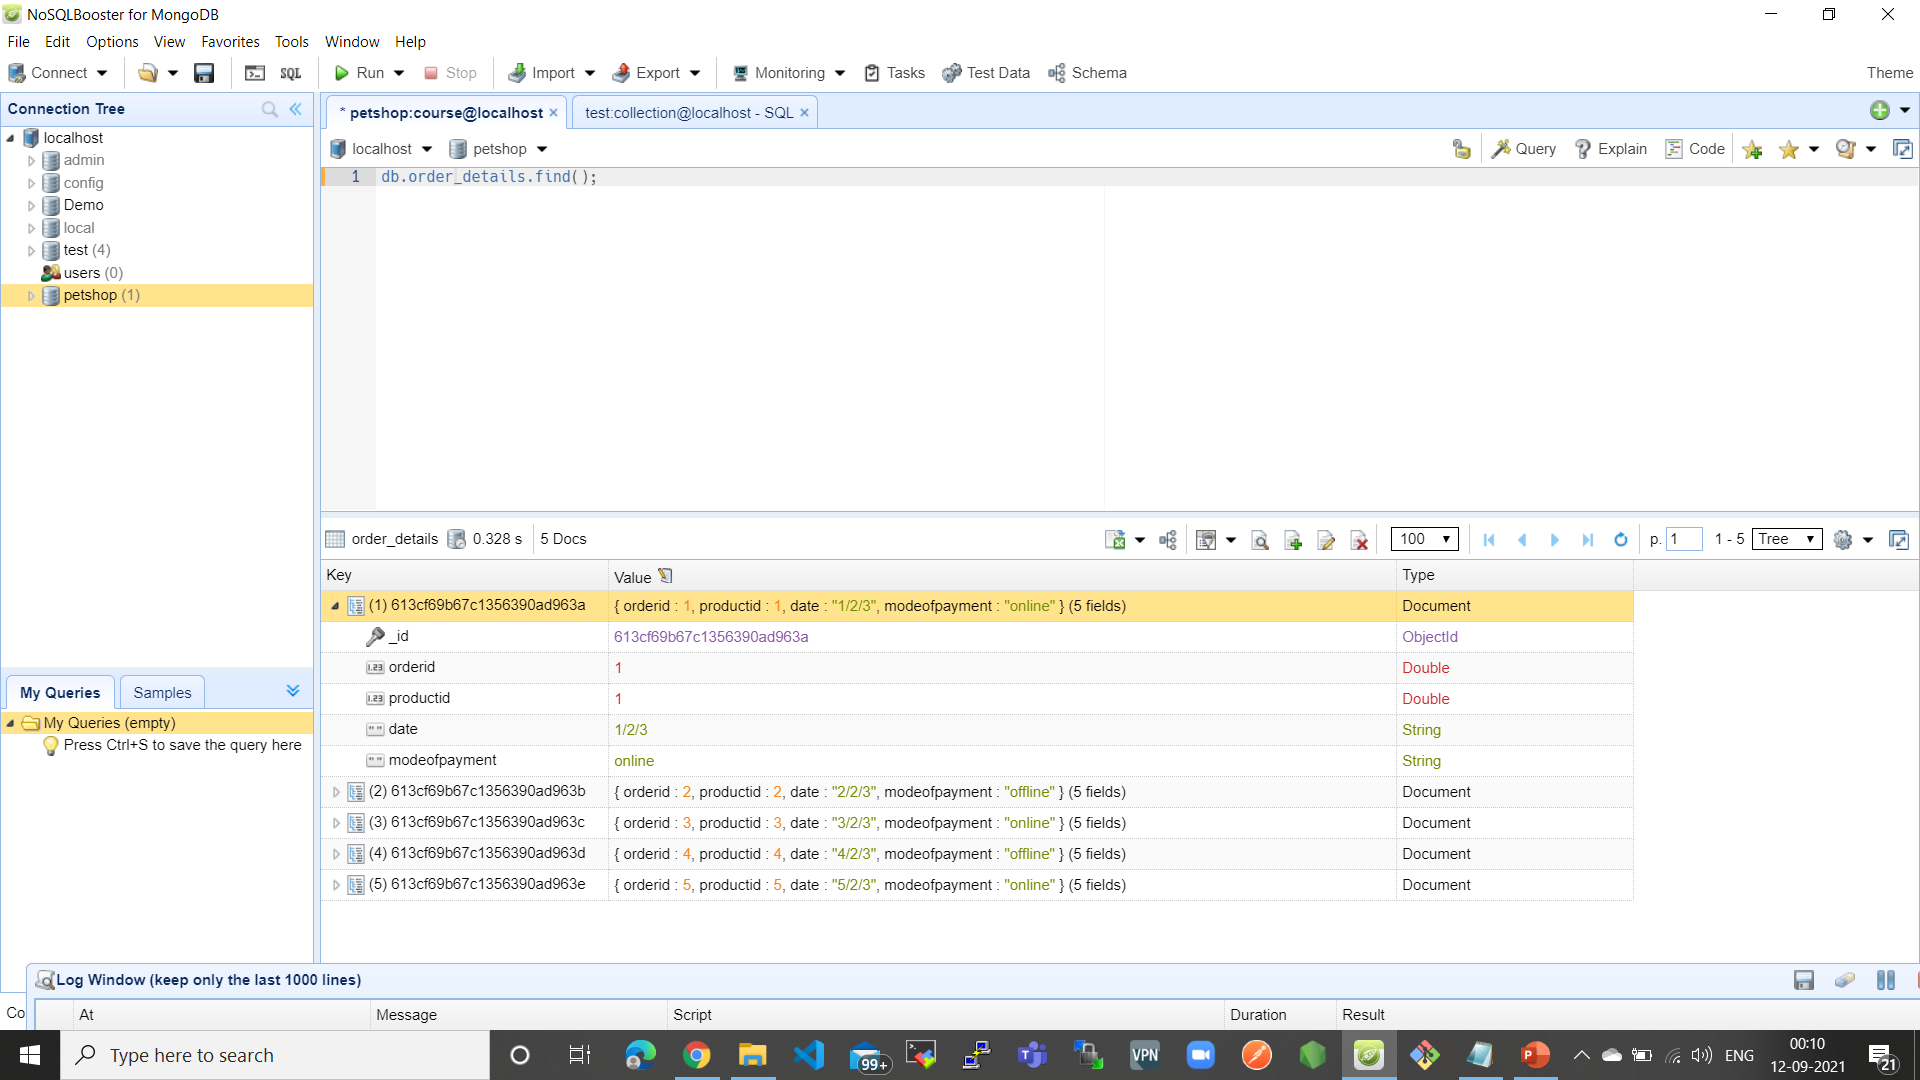 NoSQLBooster for MongoDB
File Edit Options View Favorites Tools Window Help
Connect SQL Run Stop Import Export Monitoring Tasks Test Data Schema Theme
Connection Tree
localhost
admin
config
Demo
local
test (4)
users (0)
petshop (1)
My Queries Samples
My Queries (empty)
Press Ctrl+S to save the query here
* petshop:course@localhost × test:collection@localhost - SQL ×
localhost petshop Query Explain Code
1 db.order_details.find();
order_details 0.328 s 5 Docs 100 p. 1 1 - 5 Tree
Key Value Type
(1) 613cf69b67c1356390ad963a { orderid : 1, productid : 1, date : "1/2/3", modeofpayment : "online" } (5 fields) Document
_id 613cf69b67c1356390ad963a ObjectId
1.23 orderid 1 Double
1.23 productid 1 Double
"" date 1/2/3 String
"" modeofpayment online String
(2) 613cf69b67c1356390ad963b { orderid : 2, productid : 2, date : "2/2/3", modeofpayment : "offline" } (5 fields) Document
(3) 613cf69b67c1356390ad963c { orderid : 3, productid : 3, date : "3/2/3", modeofpayment : "online" } (5 fields) Document
(4) 613cf69b67c1356390ad963d { orderid : 4, productid : 4, date : "4/2/3", modeofpayment : "offline" } (5 fields) Document
(5) 613cf69b67c1356390ad963e { orderid : 5, productid : 5, date : "5/2/3", modeofpayment : "online" } (5 fields) Document
Log Window (keep only the last 1000 lines)
Co At Message Script Duration Result
Type here to search 99+ VPN ENG 00:10
12-09-2021 21